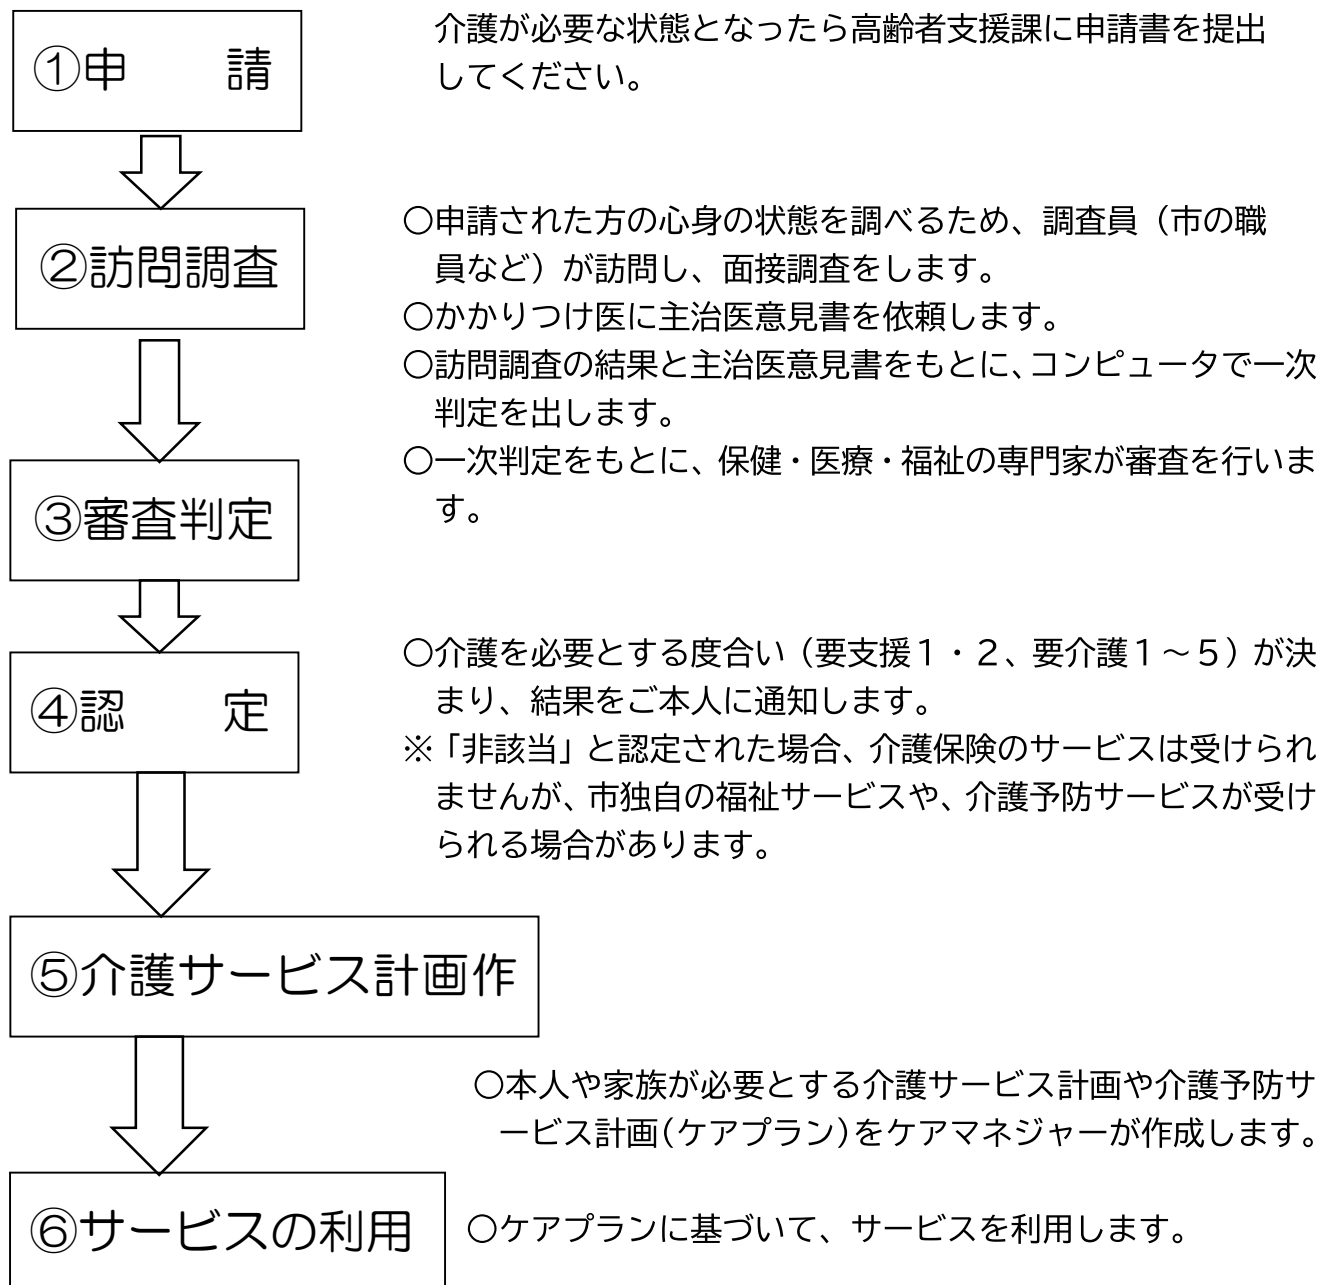 ①申　　請
介護が必要な状態となったら高齢者支援課に申請書を提出
してください。
②訪問調査
○申請された方の心身の状態を調べるため、調査員（市の職
員など）が訪問し、面接調査をします。
○かかりつけ医に主治医意見書を依頼します。
○訪問調査の結果と主治医意見書をもとに、コンピュータで一次
判定を出します。
○一次判定をもとに、保健・医療・福祉の専門家が審査を行いま
す。
③審査判定
④認　　定
○介護を必要とする度合い（要支援１・２、要介護１～５）が決
まり、結果をご本人に通知します。
※「非該当」と認定された場合、介護保険のサービスは受けられ
ませんが、市独自の福祉サービスや、介護予防サービスが受け
られる場合があります。
⑤介護サービス計画作
○本人や家族が必要とする介護サービス計画や介護予防サ
ービス計画(ケアプラン)をケアマネジャーが作成します。
⑥サービスの利用
○ケアプランに基づいて、サービスを利用します。